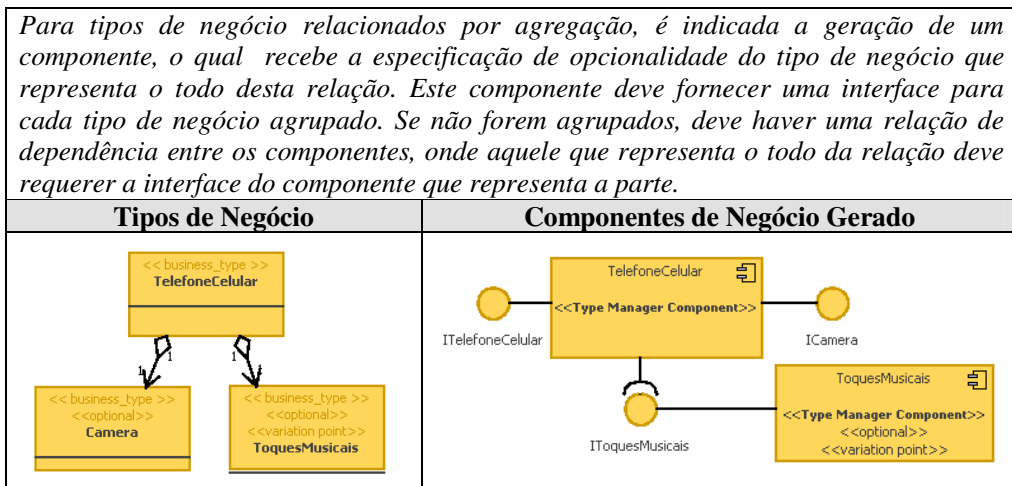 Para tipos de negócio relacionados por agregação, é indicada a geração de um
componente, o qual recebe a especificação de opcionalidade do tipo de negócio que
representa o todo desta relação. Este componente deve fornecer uma interface para
cada tipo de negócio agrupado. Se não forem agrupados, deve haver uma relação de
dependência entre os componentes, onde aquele que representa o todo da relação deve
requerer a interface do componente que representa a parte.
Tipos de Negócio
Componentes de Negócio Gerado
<< business_type >>
TelefoneCelular
1
1
1
1
<< business_type >>
<<optional>>
Camera
<< business_type >>
<<optional>>
<<variation point>>
ToquesMusicais
TelefoneCelular
<<Type Manager Component>>
ITelefoneCelular
ICamera
IToquesMusicais
ToquesMusicais
<<Type Manager Component>>
<<optional>>
<<variation point>>